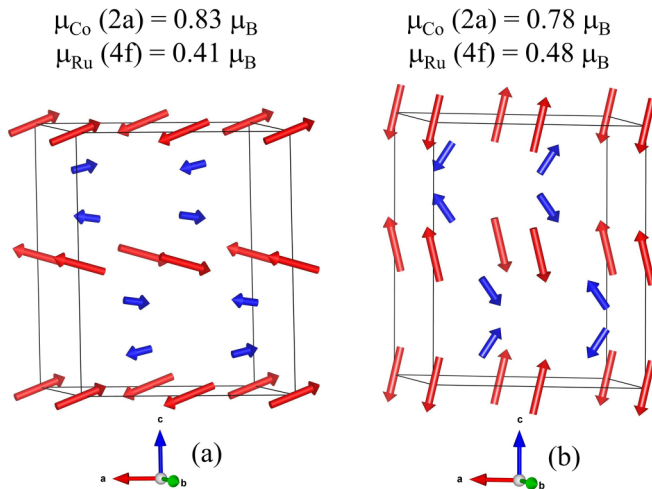 μCo (2a) = 0.83 μB
μRu (4f) = 0.41 μB
μCo (2a) = 0.78 μB
μRu (4f) = 0.48 μB
c
a
b
(a)
c
a
b
(b)